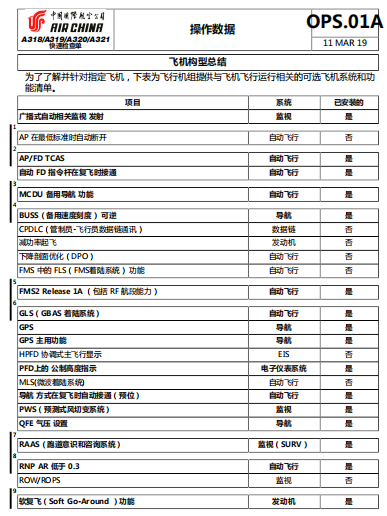 中国国际航空公司
AIR CHINA
A318/A319/A320/A321
快速检查单
操作数据
OPS.01A
11 MAR 19
飞机构型总结
为了了解并针对指定飞机，下表为飞行机组提供与飞机飞行运行相关的可选飞机系统和功
能清单。
项目 系统 已安装的
广播式自动相关监视 发射 监视 是
1
AP 在最低标准时自动断开 自动飞行 否
2
AP/FD TCAS 自动飞行 是
自动 FD 指令杆在复飞时接通 自动飞行 是
3
MCDU 备用导航 功能 自动飞行 是
4
BUSS（备用速度刻度）可逆 导航 是
CPDLC（管制员-飞行员数据链通讯） 数据链 否
减功率起飞 发动机 否
下降剖面优化（DPO） 自动飞行 否
FMS 中的 FLS（FMS着陆系统）功能 自动飞行 否
5
FMS2 Release 1A （包括 RF 航段能力） 自动飞行 是
6
GLS（GBAS 着陆系统） 自动飞行 是
GPS 导航 是
GPS 主用功能 导航 是
HPFD 协调式主飞行显示 EIS 否
PFD上的 公制高度指示 电子仪表系统 是
MLS(微波着陆系统) 自动飞行 否
导航 方式在复飞时自动接通（预位） 自动飞行 是
PWS（预测式风切变系统） 监视 是
QFE 气压 设置 导航 是
7
RAAS（跑道意识和咨询系统） 监视（SURV） 是
8
RNP AR 低于 0.3 自动飞行 是
ROW/ROPS 监视 否
9
软复飞（Soft Go-Around ）功能 发动机 是